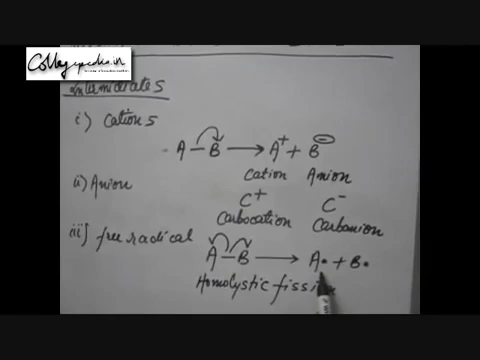 Collegepedia.in
Intermediates
i) Cations
A — B ⟶ A⁺ + B⁻
Cation Anion
ii) Anion
C⁺ C⁻
Carbocation Carbanion
iii) free radical
A — B ⟶ A• + B•
Homolystic fission